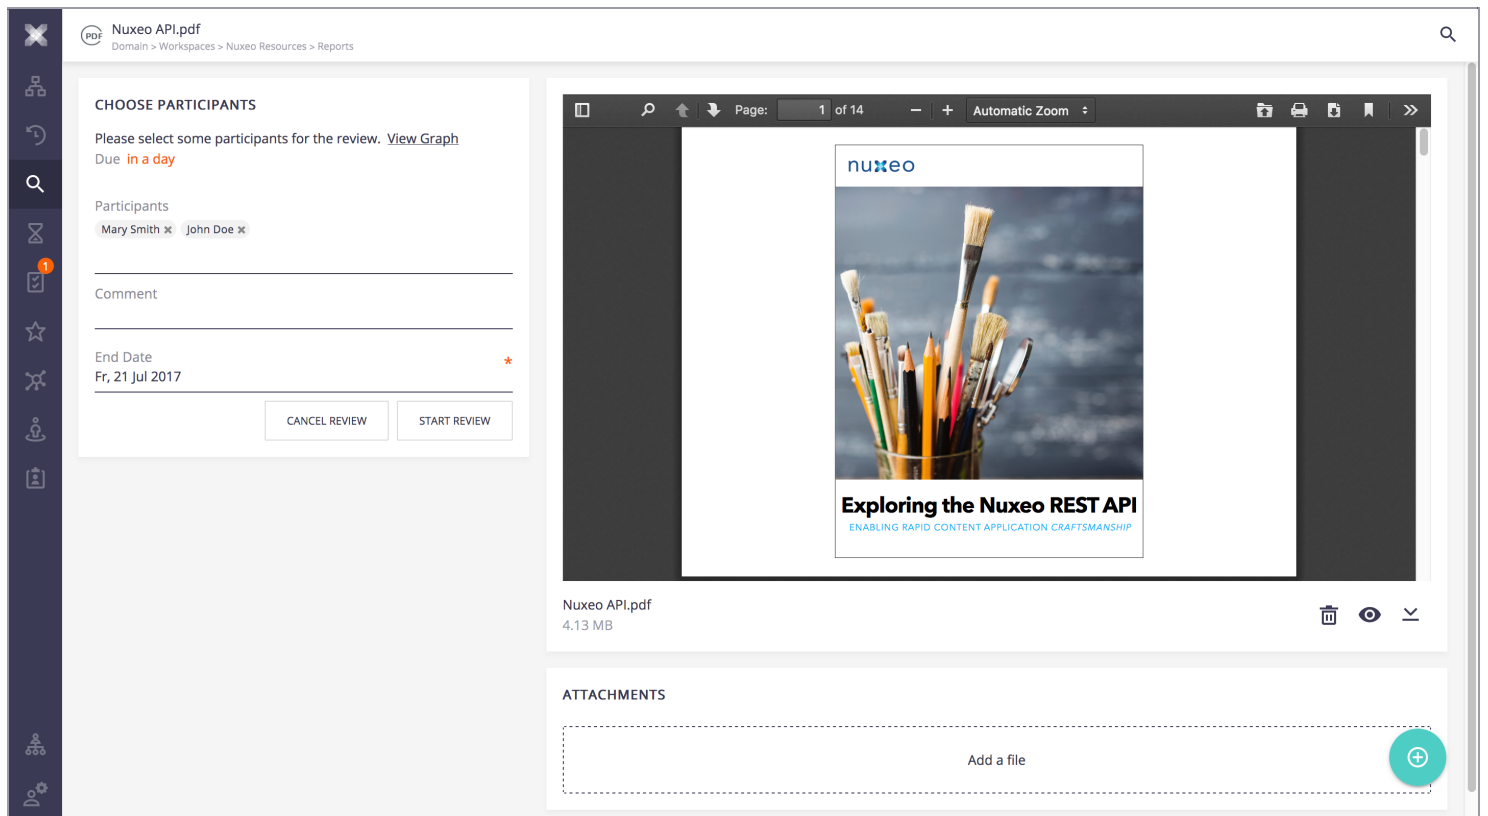 PDF
Nuxeo API.pdf
Domain > Workspaces > Nuxeo Resources > Reports
CHOOSE PARTICIPANTS
Please select some participants for the review. View Graph
Due in a day
Participants
Mary Smith × John Doe ×
Comment
End Date *
Fr, 21 Jul 2017
CANCEL REVIEW START REVIEW
1
Page: 1 of 14 − + Automatic Zoom
nuxeo
Exploring the Nuxeo REST API
ENABLING RAPID CONTENT APPLICATION CRAFTSMANSHIP
Nuxeo API.pdf
4.13 MB
ATTACHMENTS
Add a file